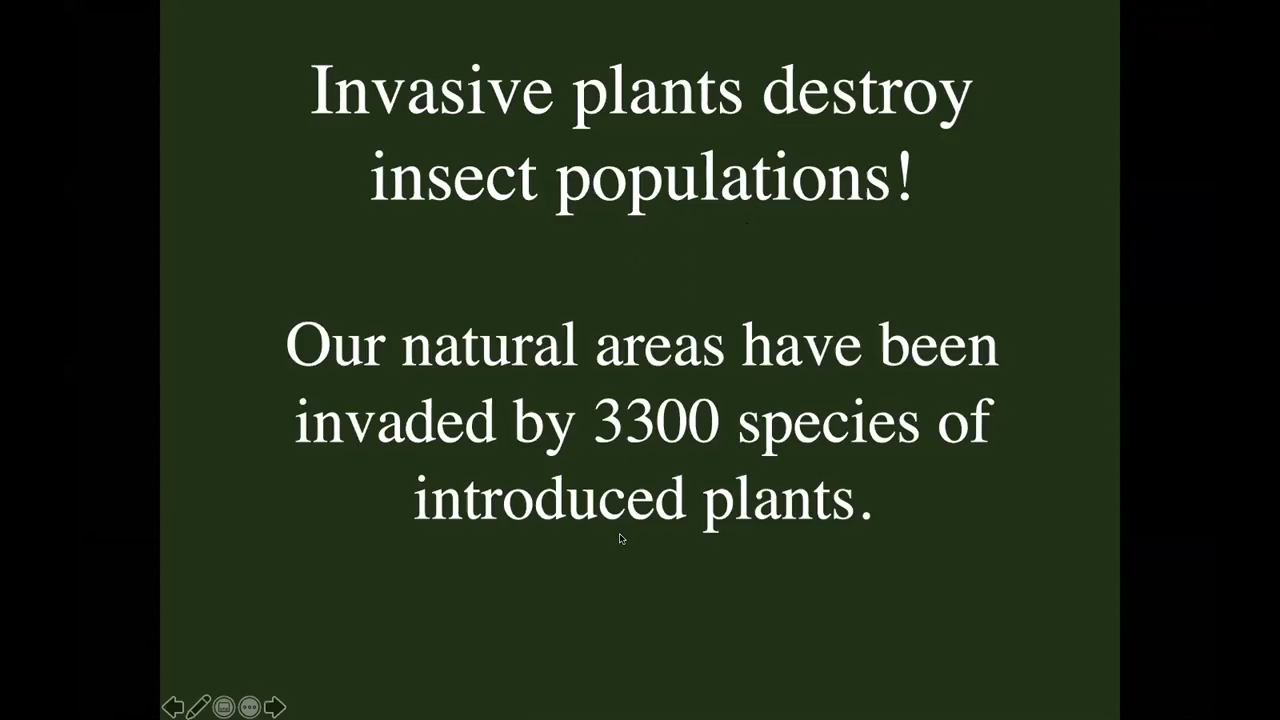 Invasive plants destroy
insect populations!
Our natural areas have been
invaded by 3300 species of
introduced plants.